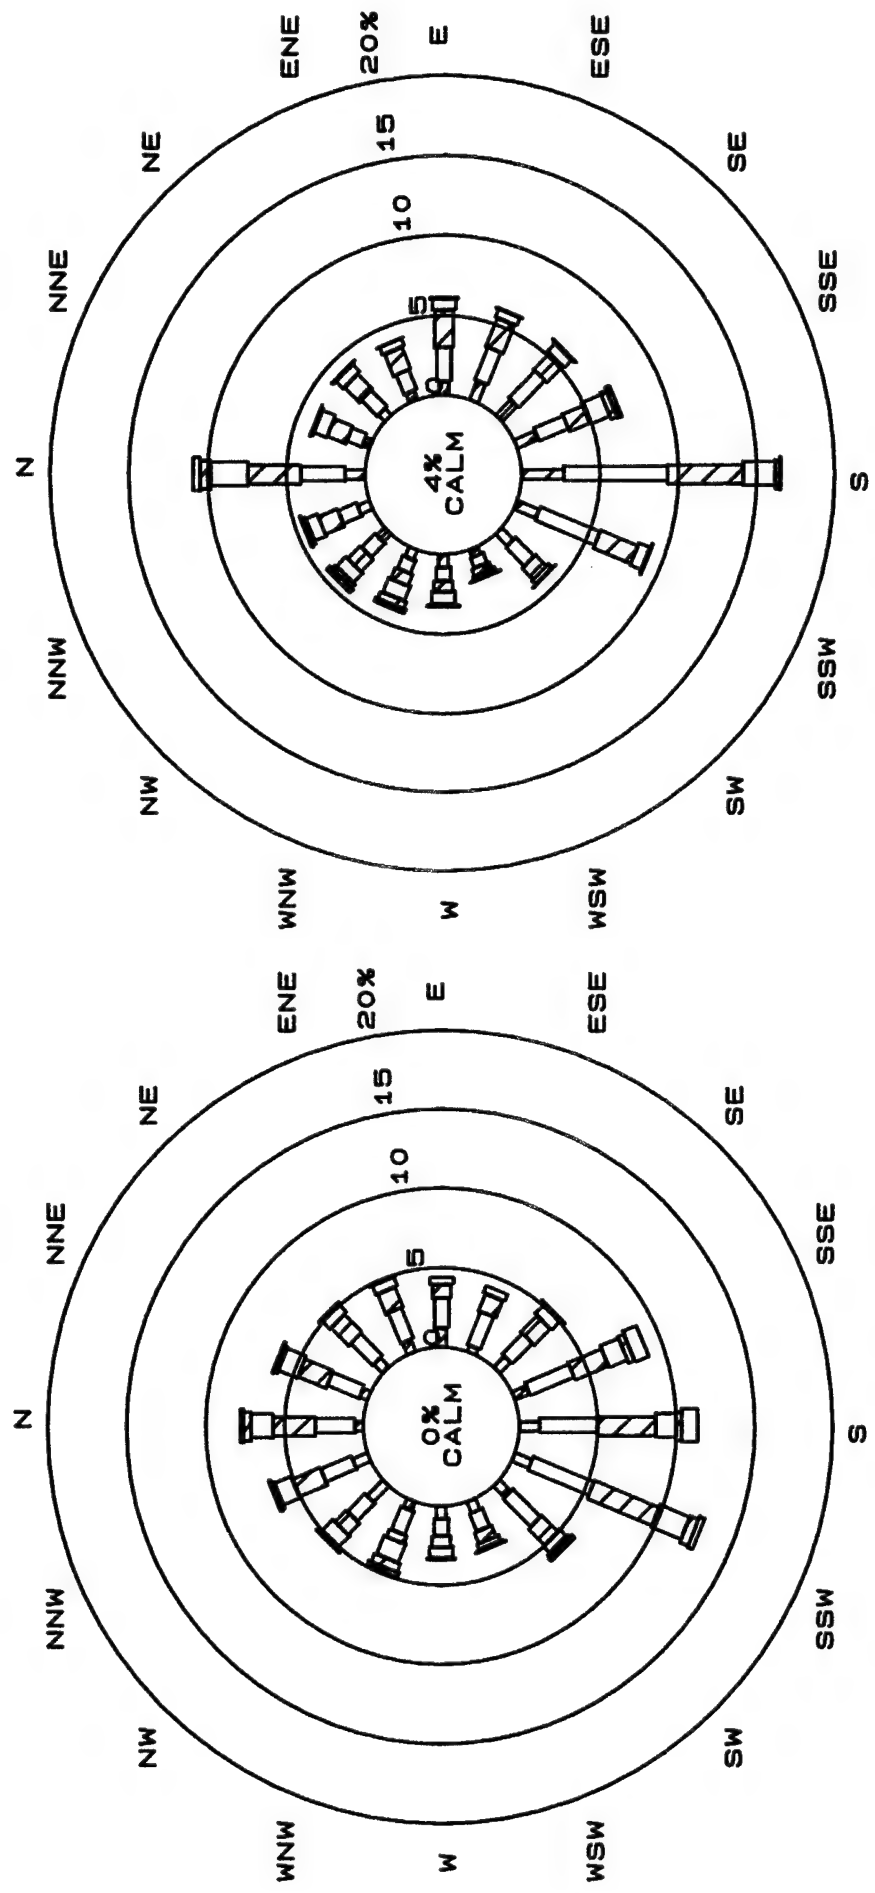 N
NNW NNE
NW NE
WNW ENE
0 5 10 15 20%
W E
0%
CALM
WSW ESE
SW SE
SSW SSE
S
N
NNW NNE
NW NE
WNW ENE
0 5 10 15 20%
W E
4%
CALM
WSW ESE
SW SE
SSW SSE
S